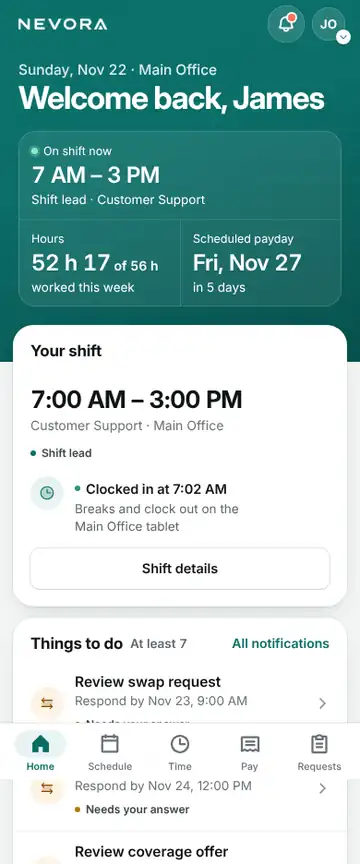 NEVORA
JO
Sunday, Nov 22 · Main Office
Welcome back, James
On shift now
7 AM – 3 PM
Shift lead · Customer Support
Hours
52 h 17 of 56 h
worked this week
Scheduled payday
Fri, Nov 27
in 5 days
Your shift
7:00 AM – 3:00 PM
Customer Support · Main Office
Shift lead
Clocked in at 7:02 AM
Breaks and clock out on the
Main Office tablet
Shift details
Things to do At least 7 All notifications
Review swap request
Respond by Nov 23, 9:00 AM
Needs your answer
Home Schedule Time Pay Requests
Respond by Nov 24, 12:00 PM
Needs your answer
Review coverage offer